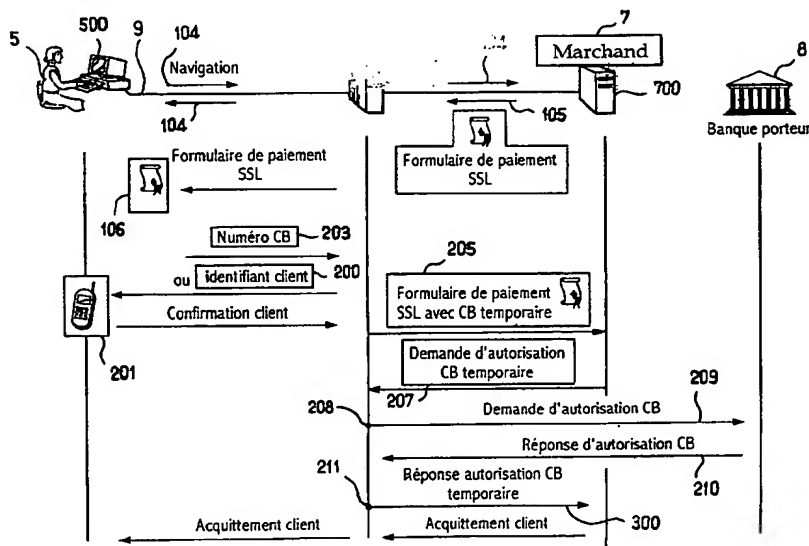 500
104
5
9
Navigation
104
105
7
Marchand
700
8
Banque porteur
Formulaire de paiement
SSL
106
Formulaire de paiement
SSL
Numéro CB
203
ou
identifiant client
200
205
Formulaire de paiement
SSL avec CB temporaire
Confirmation client
201
Demande d'autorisation
CB temporaire
207
208
Demande d'autorisation CB
209
Réponse d'autorisation CB
210
211
Réponse autorisation CB
temporaire
300
Acquittement client
Acquittement client